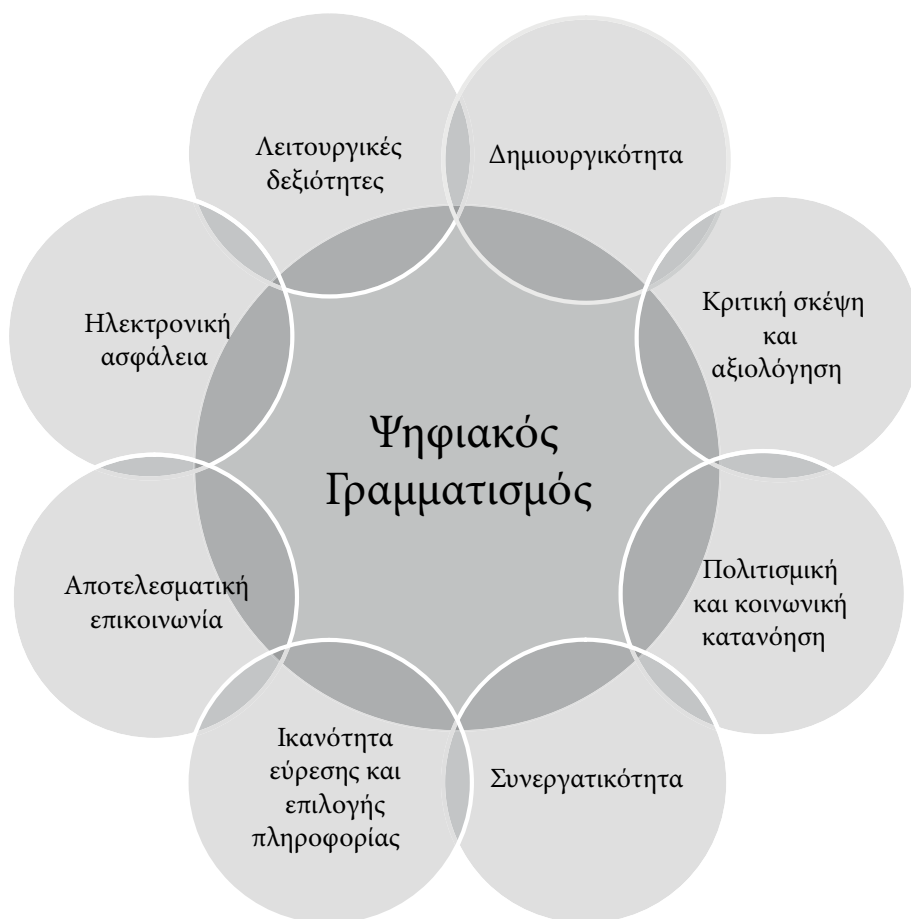 Λειτουργικές
δεξιότητες
Δημιουργικότητα
Κριτική σκέψη
και
αξιολόγηση
Πολιτισμική
και κοινωνική
κατανόηση
Συνεργατικότητα
Ικανότητα
εύρεσης και
επιλογής
πληροφορίας
Αποτελεσματική
επικοινωνία
Ηλεκτρονική
ασφάλεια
Ψηφιακός
Γραμματισμός